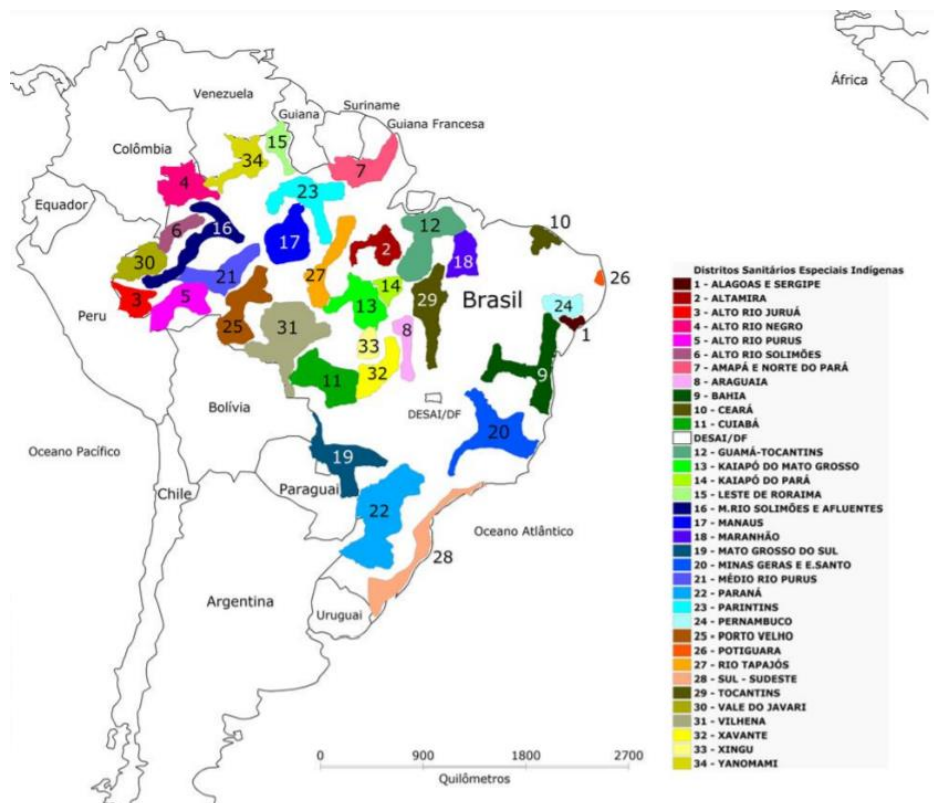 África
Venezuela
Guiana
Suriname
Guiana Francesa
Colômbia
Equador
Peru
Brasil
Bolívia
DESAI/DF
Oceano Pacífico
Chile
Paraguai
Oceano Atlântico
Argentina
Uruguai
15
34
7
4
23
10
16
6
17
2
12
18
30
21
27
14
29
26
3
5
13
24
25
31
8
1
33
32
11
9
20
19
22
28
0 900 1800 2700
Quilômetros
Distritos Sanitários Especiais Indígenas
1 - ALAGOAS E SERGIPE
2 - ALTAMIRA
3 - ALTO RIO JURUÁ
4 - ALTO RIO NEGRO
5 - ALTO RIO PURUS
6 - ALTO RIO SOLIMÕES
7 - AMAPÁ E NORTE DO PARÁ
8 - ARAGUAIA
9 - BAHIA
10 - CEARÁ
11 - CUIABÁ
DESAI/DF
12 - GUAMÁ-TOCANTINS
13 - KAIAPÓ DO MATO GROSSO
14 - KAIAPÓ DO PARÁ
15 - LESTE DE RORAIMA
16 - M.RIO SOLIMÕES E AFLUENTES
17 - MANAUS
18 - MARANHÃO
19 - MATO GROSSO DO SUL
20 - MINAS GERAS E E.SANTO
21 - MÉDIO RIO PURUS
22 - PARANÁ
23 - PARINTINS
24 - PERNAMBUCO
25 - PORTO VELHO
26 - POTIGUARA
27 - RIO TAPAJÓS
28 - SUL - SUDESTE
29 - TOCANTINS
30 - VALE DO JAVARI
31 - VILHENA
32 - XAVANTE
33 - XINGU
34 - YANOMAMI